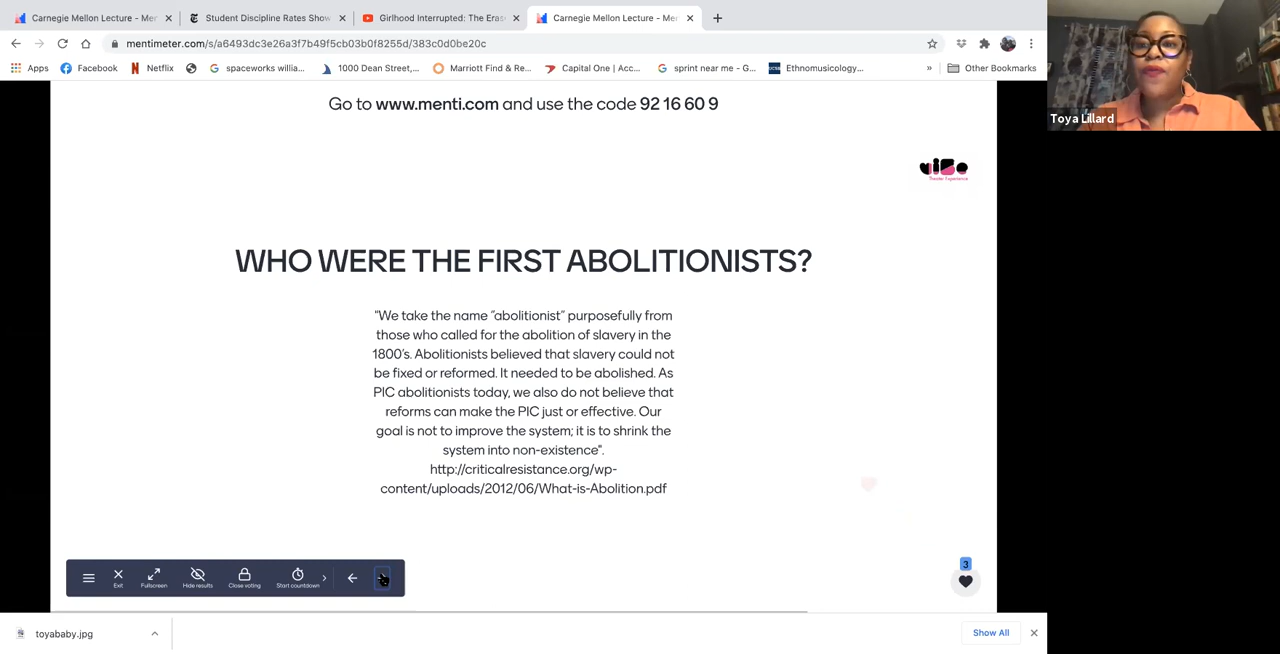 Carnegie Mellon Lecture - Mer
Student Discipline Rates Show
Girlhood Interrupted: The Eras
Carnegie Mellon Lecture - Mer
mentimeter.com/s/a6493dc3e26a3f7b49f5cb03b0f8255d/383c0d0be20c
Apps
Facebook
Netflix
spaceworks willia...
1000 Dean Street,...
Marriott Find & Re...
Capital One | Acc...
sprint near me - G...
Ethnomusicology...
»
Other Bookmarks
Toya Lillard
Go to www.menti.com and use the code 92 16 60 9
viBe
Theater Experience
WHO WERE THE FIRST ABOLITIONISTS?
"We take the name “abolitionist” purposefully from
those who called for the abolition of slavery in the
1800’s. Abolitionists believed that slavery could not
be fixed or reformed. It needed to be abolished. As
PIC abolitionists today, we also do not believe that
reforms can make the PIC just or effective. Our
goal is not to improve the system; it is to shrink the
system into non-existence".
http://criticalresistance.org/wp-
content/uploads/2012/06/What-is-Abolition.pdf
Exit
Fullscreen
Hide results
Close voting
Start countdown
3
toyababy.jpg
Show All